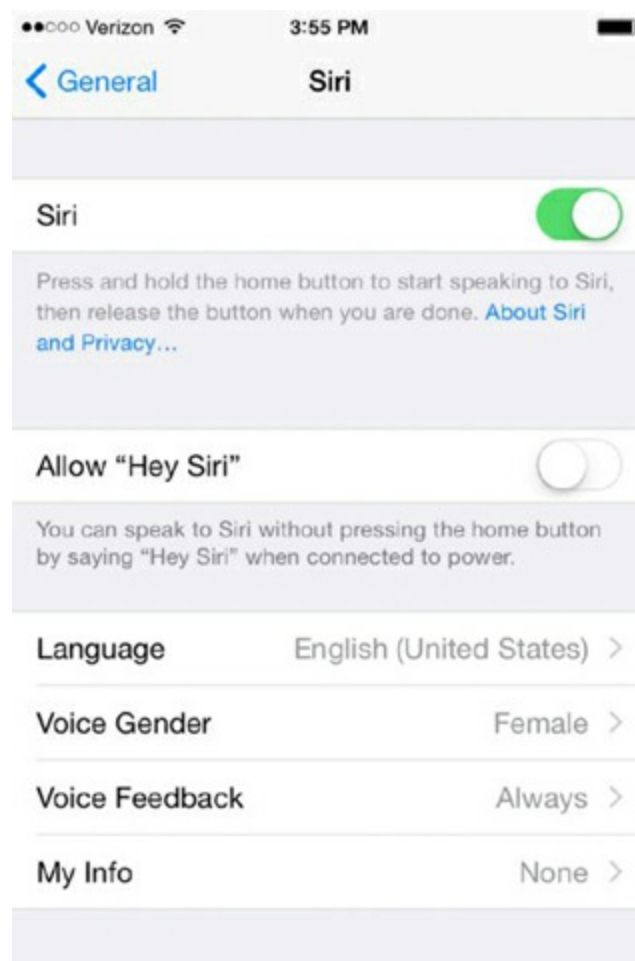 Verizon 3:55 PM
General Siri
Siri
Press and hold the home button to start speaking to Siri,
then release the button when you are done. About Siri
and Privacy...
Allow “Hey Siri”
You can speak to Siri without pressing the home button
by saying “Hey Siri” when connected to power.
Language English (United States)
Voice Gender Female
Voice Feedback Always
My Info None